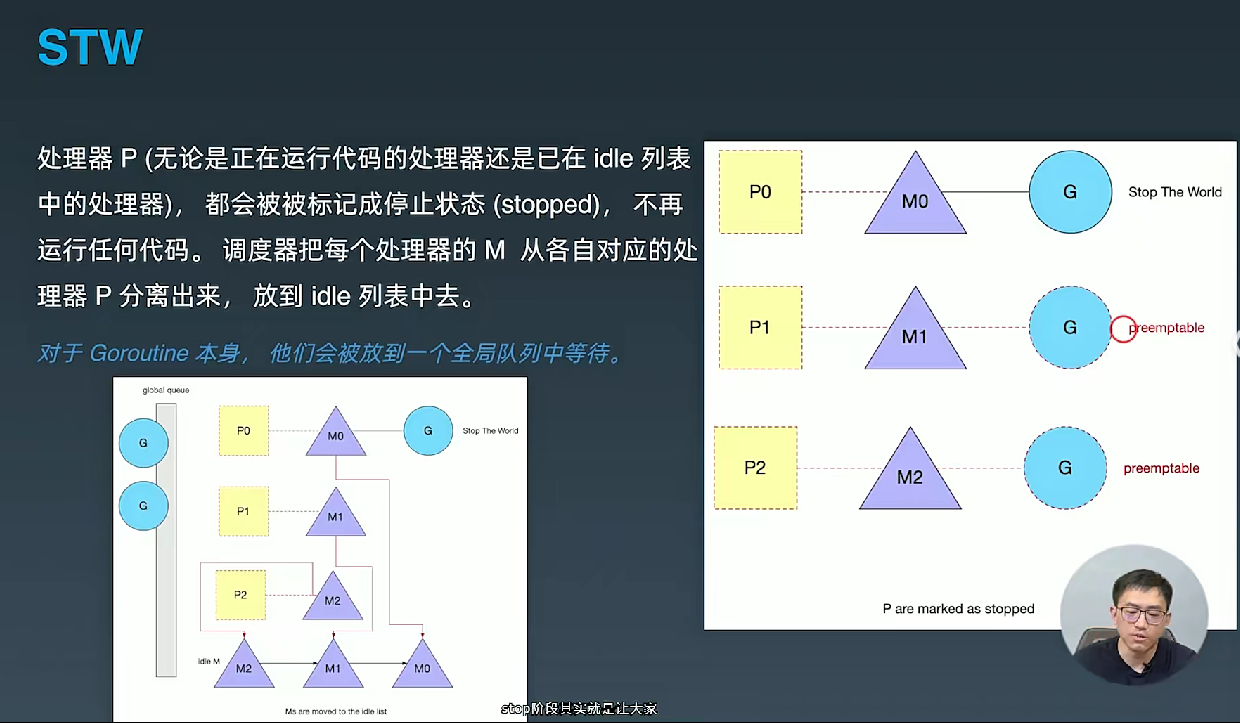 STW
处理器 P (无论是正在运行代码的处理器还是已在 idle 列表
中的处理器)， 都会被被标记成停止状态 (stopped)， 不再
运行任何代码。 调度器把每个处理器的 M 从各自对应的处
理器 P 分离出来， 放到 idle 列表中去。
对于 Goroutine 本身， 他们会被放到一个全局队列中等待。
global queue
G
G
P0
M0
G
Stop The World
P1
M1
P2
M2
idle M
M2
M1
M0
Ms are moved to the idle list
P0
M0
G
Stop The World
P1
M1
G
preemptable
P2
M2
G
preemptable
P are marked as stopped
stop阶段其实就是让大家